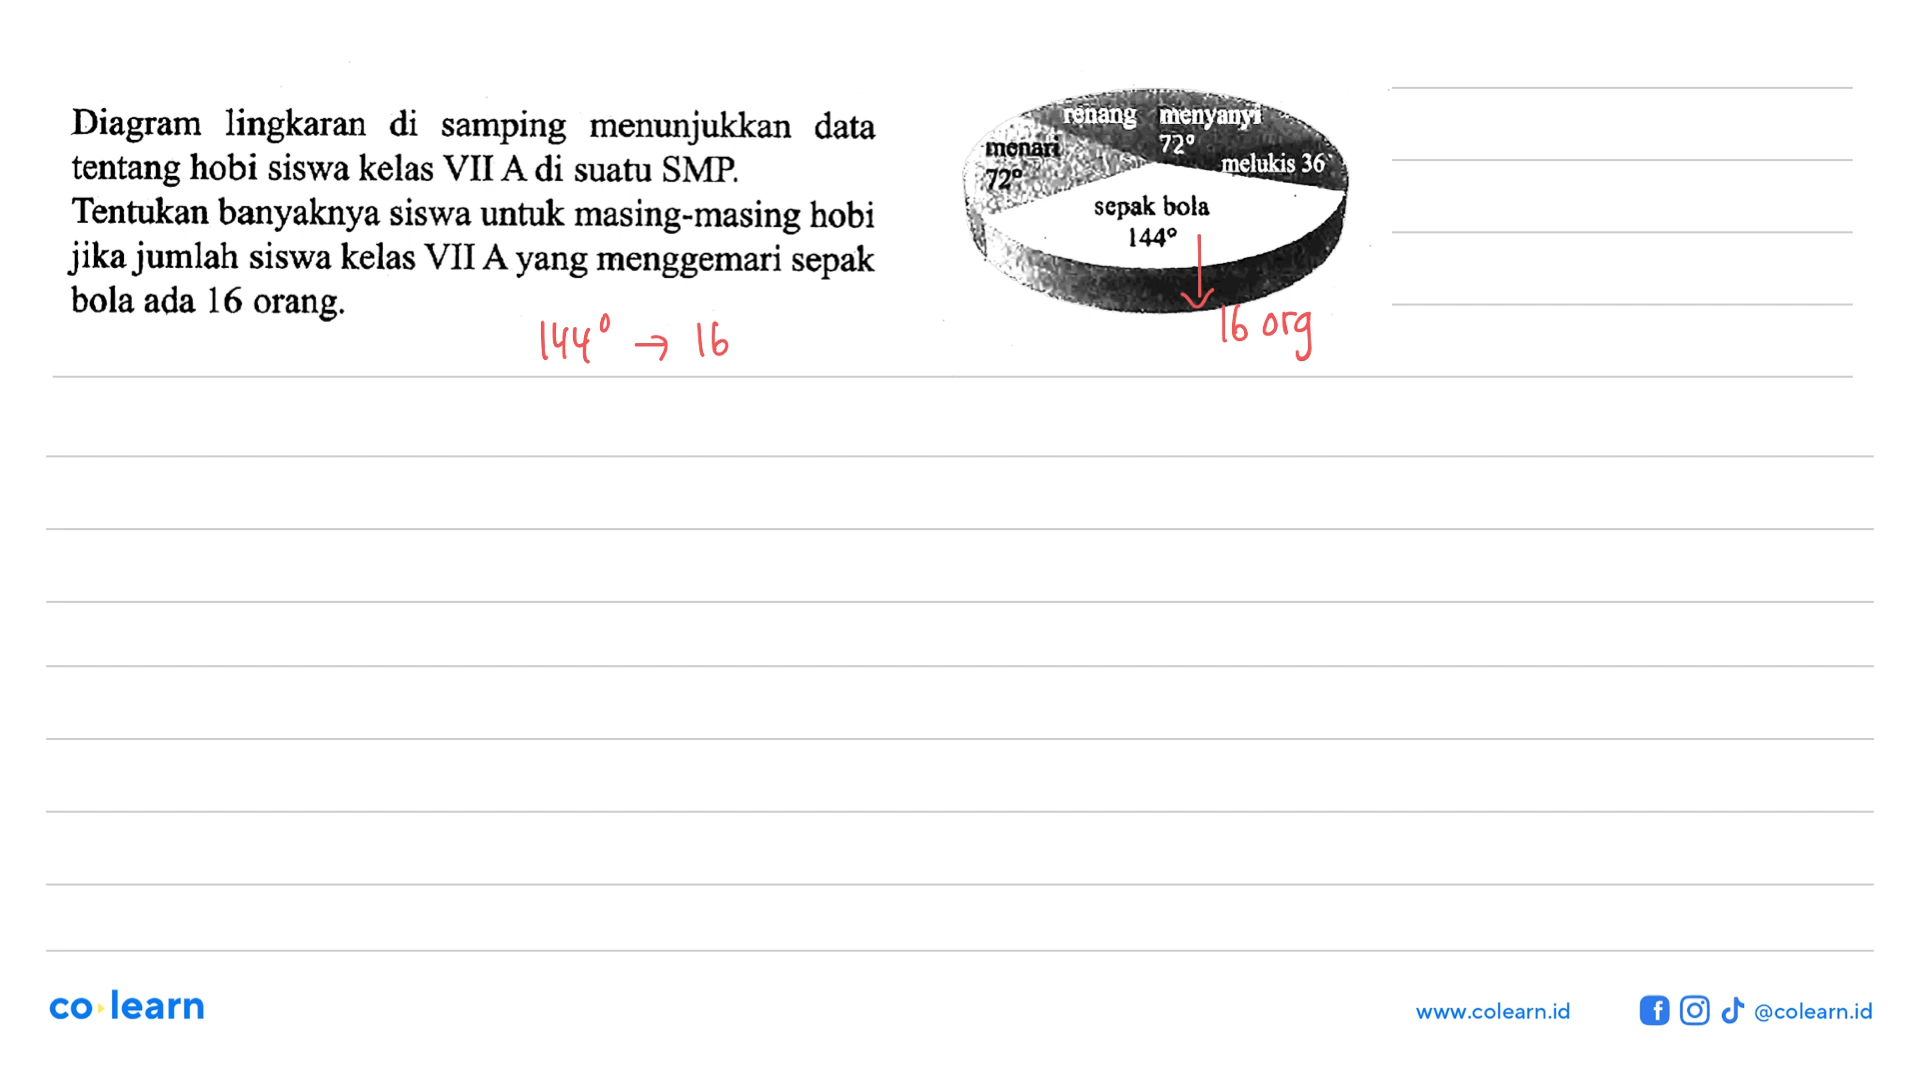 Diagram lingkaran di samping menunjukkan data
tentang hobi siswa kelas VII A di suatu SMP.
Tentukan banyaknya siswa untuk masing-masing hobi
jika jumlah siswa kelas VII A yang menggemari sepak
bola ada 16 orang.
144° → 16
renang menyanyi
72°
menari
72°
melukis 36°
sepak bola
144°
16 org
co learn
www.colearn.id
@colearn.id